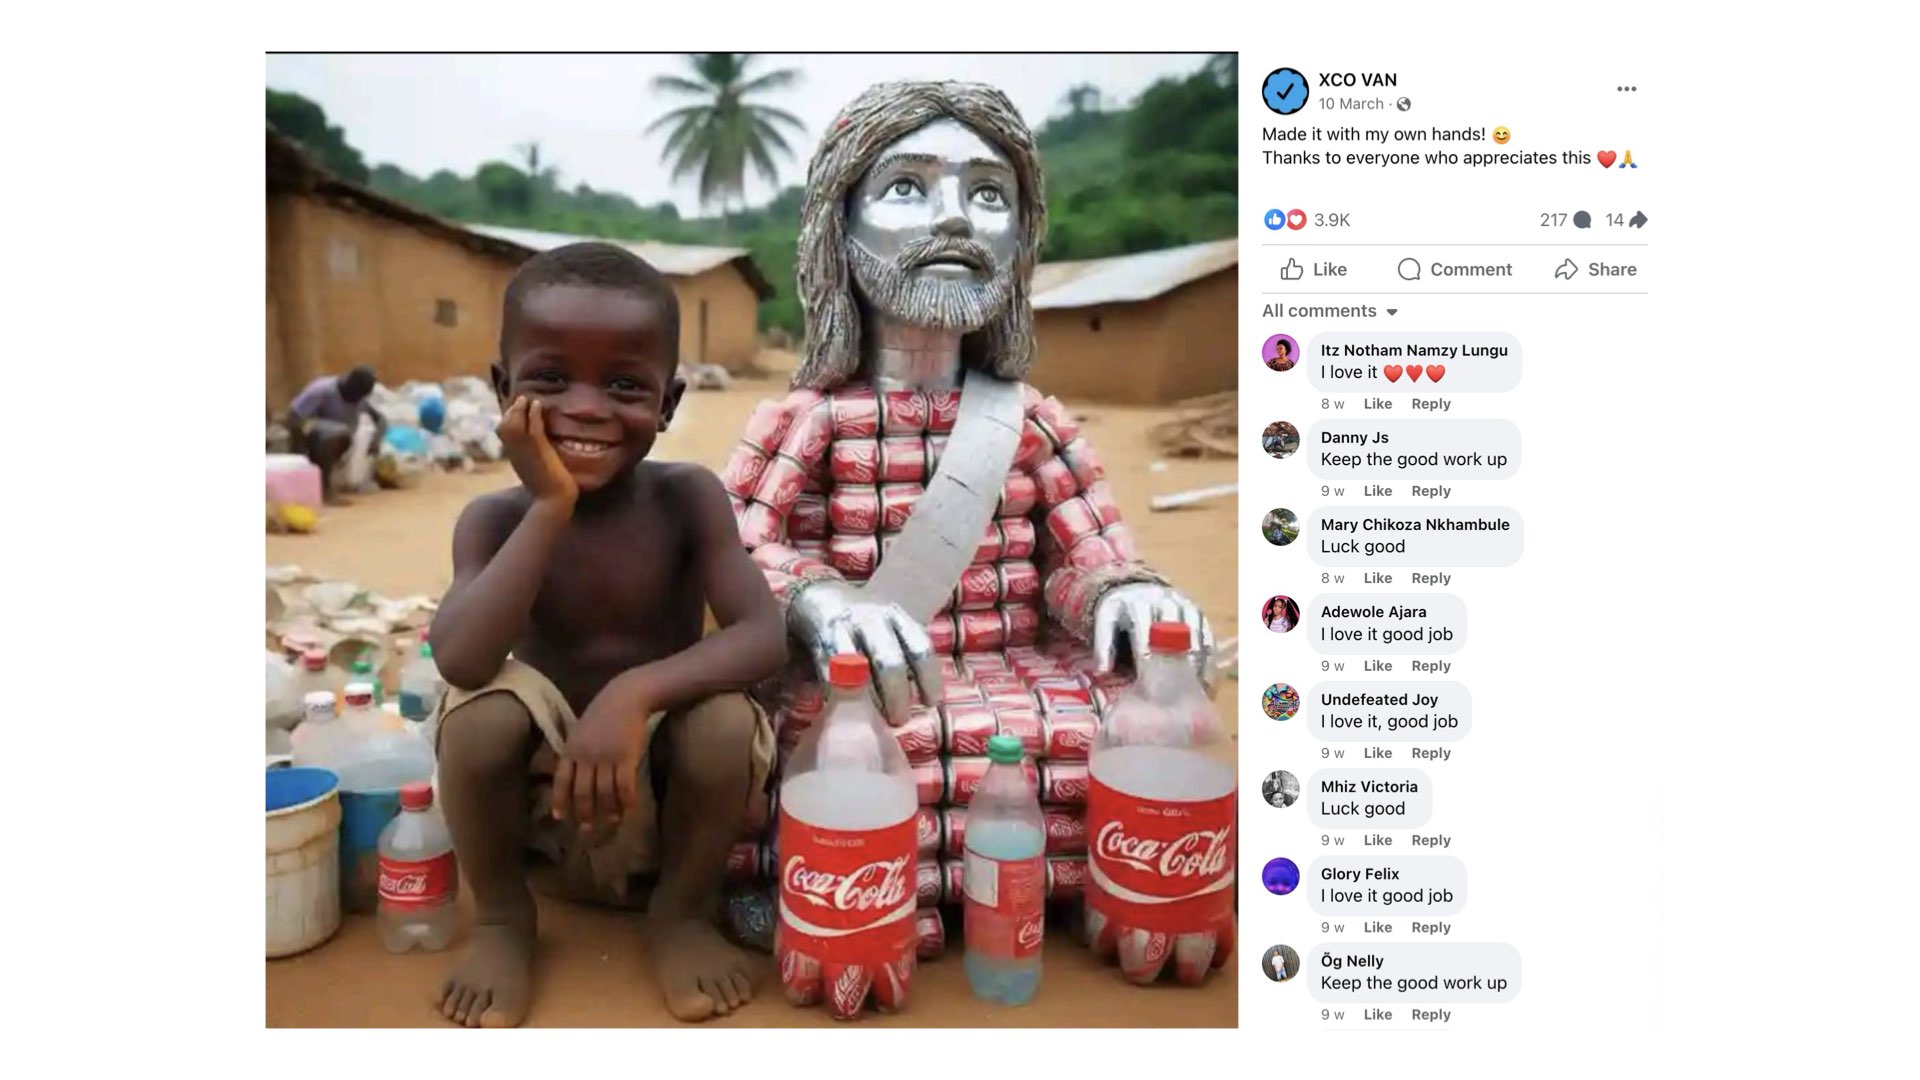 XCO VAN
10 March ·
Made it with my own hands! 😊
Thanks to everyone who appreciates this ❤️🙏
3.9K
217
14
Like
Comment
Share
All comments
Itz Notham Namzy Lungu
I love it ❤️❤️❤️
8 w Like Reply
Danny Js
Keep the good work up
9 w Like Reply
Mary Chikoza Nkhambule
Luck good
8 w Like Reply
Adewole Ajara
I love it good job
9 w Like Reply
Undefeated Joy
I love it, good job
9 w Like Reply
Mhiz Victoria
Luck good
9 w Like Reply
Glory Felix
I love it good job
9 w Like Reply
Õg Nelly
Keep the good work up
9 w Like Reply
Coca-Cola
Coca-Cola